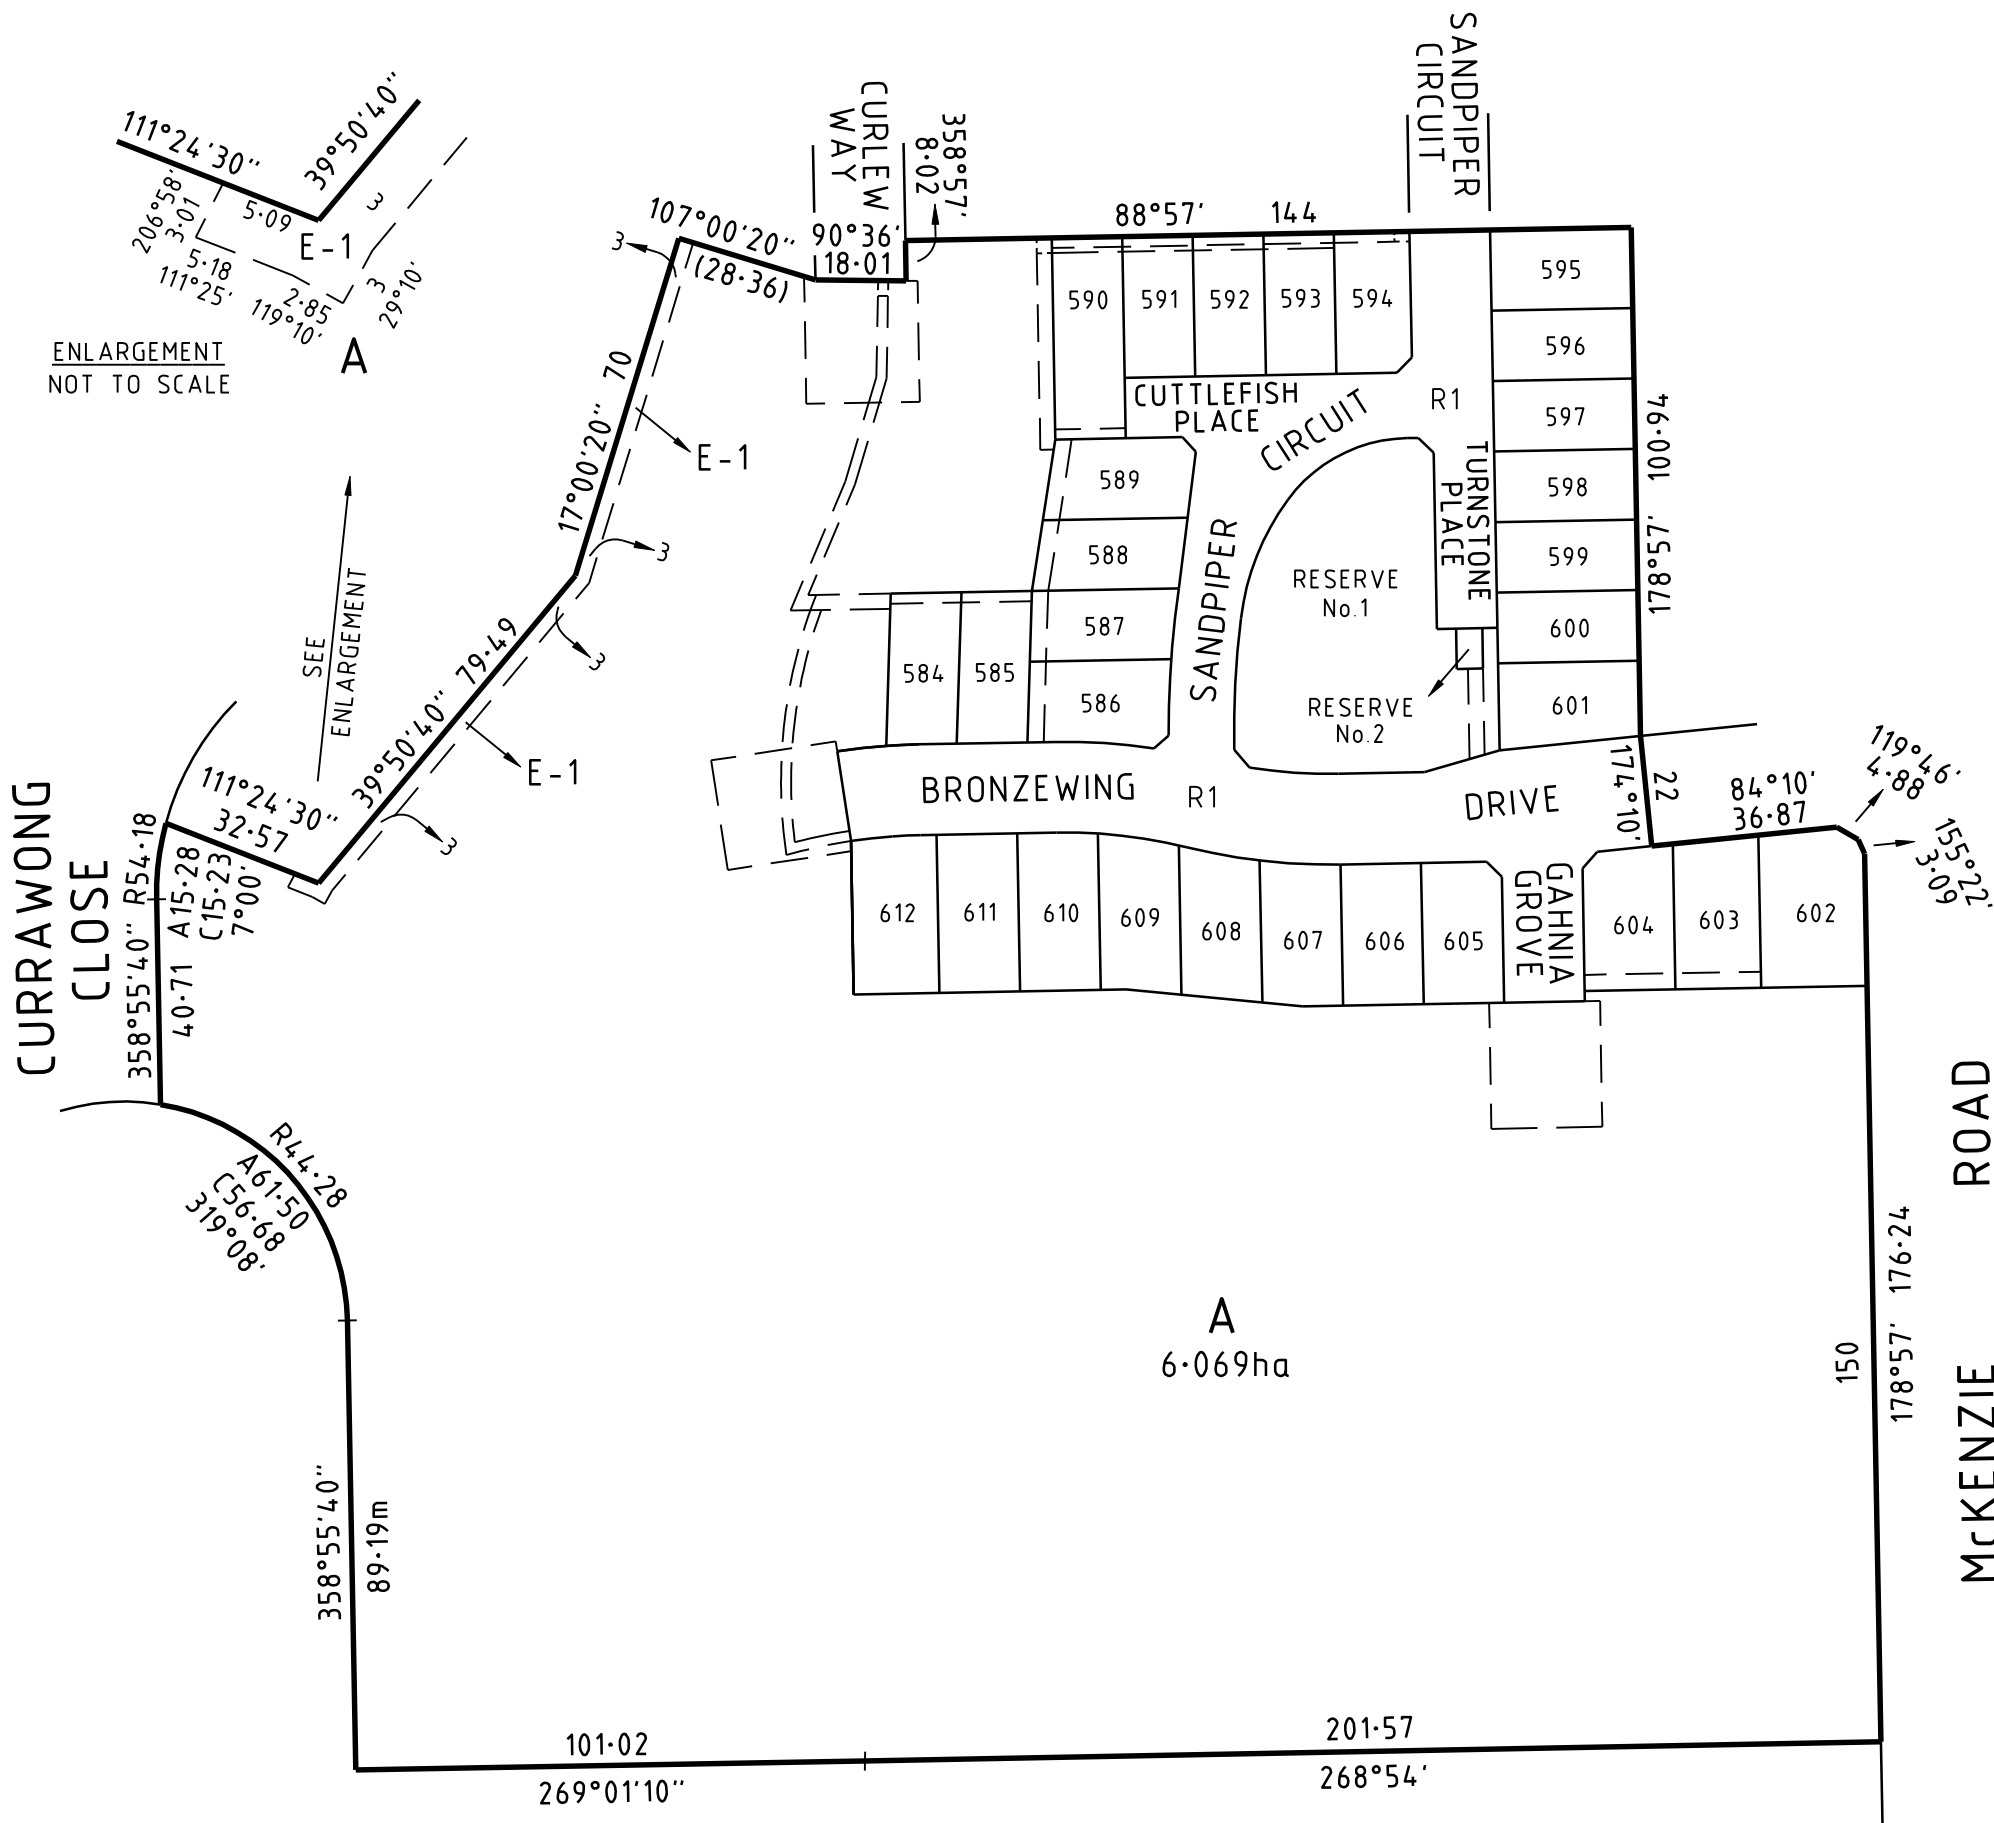 SANDPIPER
CIRCUIT
CURLEW
WAY
358°57'
8·02
111°24'30"
39°50'40"
206°58'
3·01
5·09
3
E-1
5·18
111°25'
2·85
119°10'
3
29°10'
A
ENLARGEMENT
NOT TO SCALE
107°00'20"
(28·36)
3
90°36'
18·01
88°57'
144
590
591
592
593
594
595
596
597
598
599
600
601
CUTTLEFISH
PLACE
R1
SANDPIPER
CIRCUIT
TURNSTONE
PLACE
100·94
178°57'
17°00'20"
70
E-1
3
3
589
588
587
586
585
584
RESERVE
No.1
RESERVE
No.2
SEE
ENLARGEMENT
39°50'40"
79·49
E-1
3
111°24'30"
32·57
BRONZEWING
R1
DRIVE
174°10'
22
84°10'
36·87
119°46'
4·88
155°22'
3·09
CURRAWONG
CLOSE
R54·18
A15·28
C15·23
7°00'
358°55'40"
40·71
612
611
610
609
608
607
606
605
GAHNIA
GROVE
604
603
602
R44·28
A61·50
C56·68
319°08'
A
6·069ha
150
178°57'
176·24
McKENZIE
ROAD
358°55'40"
89·19m
101·02
269°01'10"
201·57
268°54'